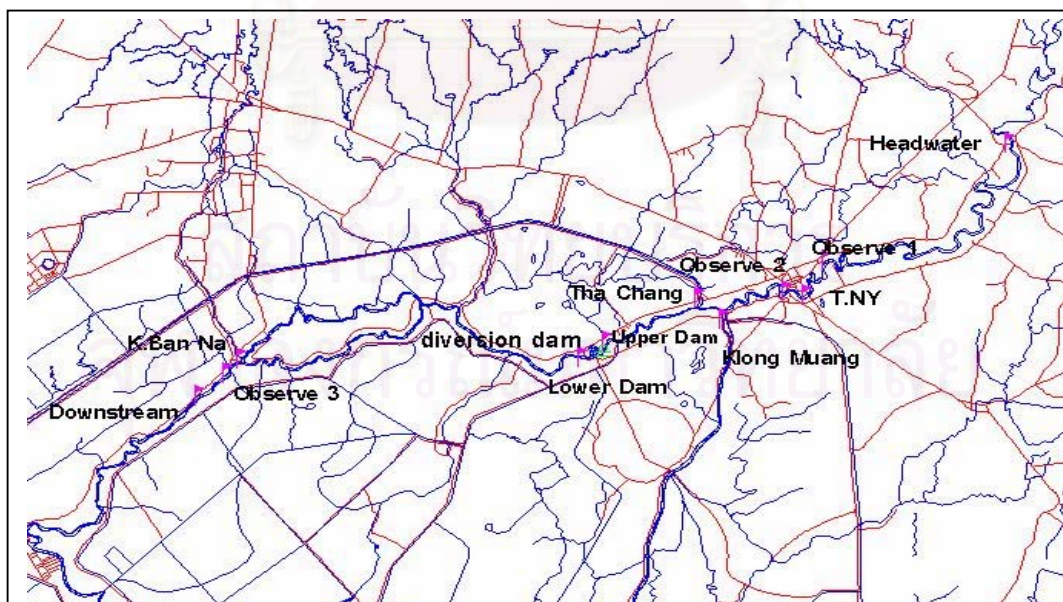 Headwater
Observe 1
Observe 2
Tha Chang
T.NY
diversion dam
Upper Dam
K.Ban Na
Klong Muang
Lower Dam
Observe 3
Downstream